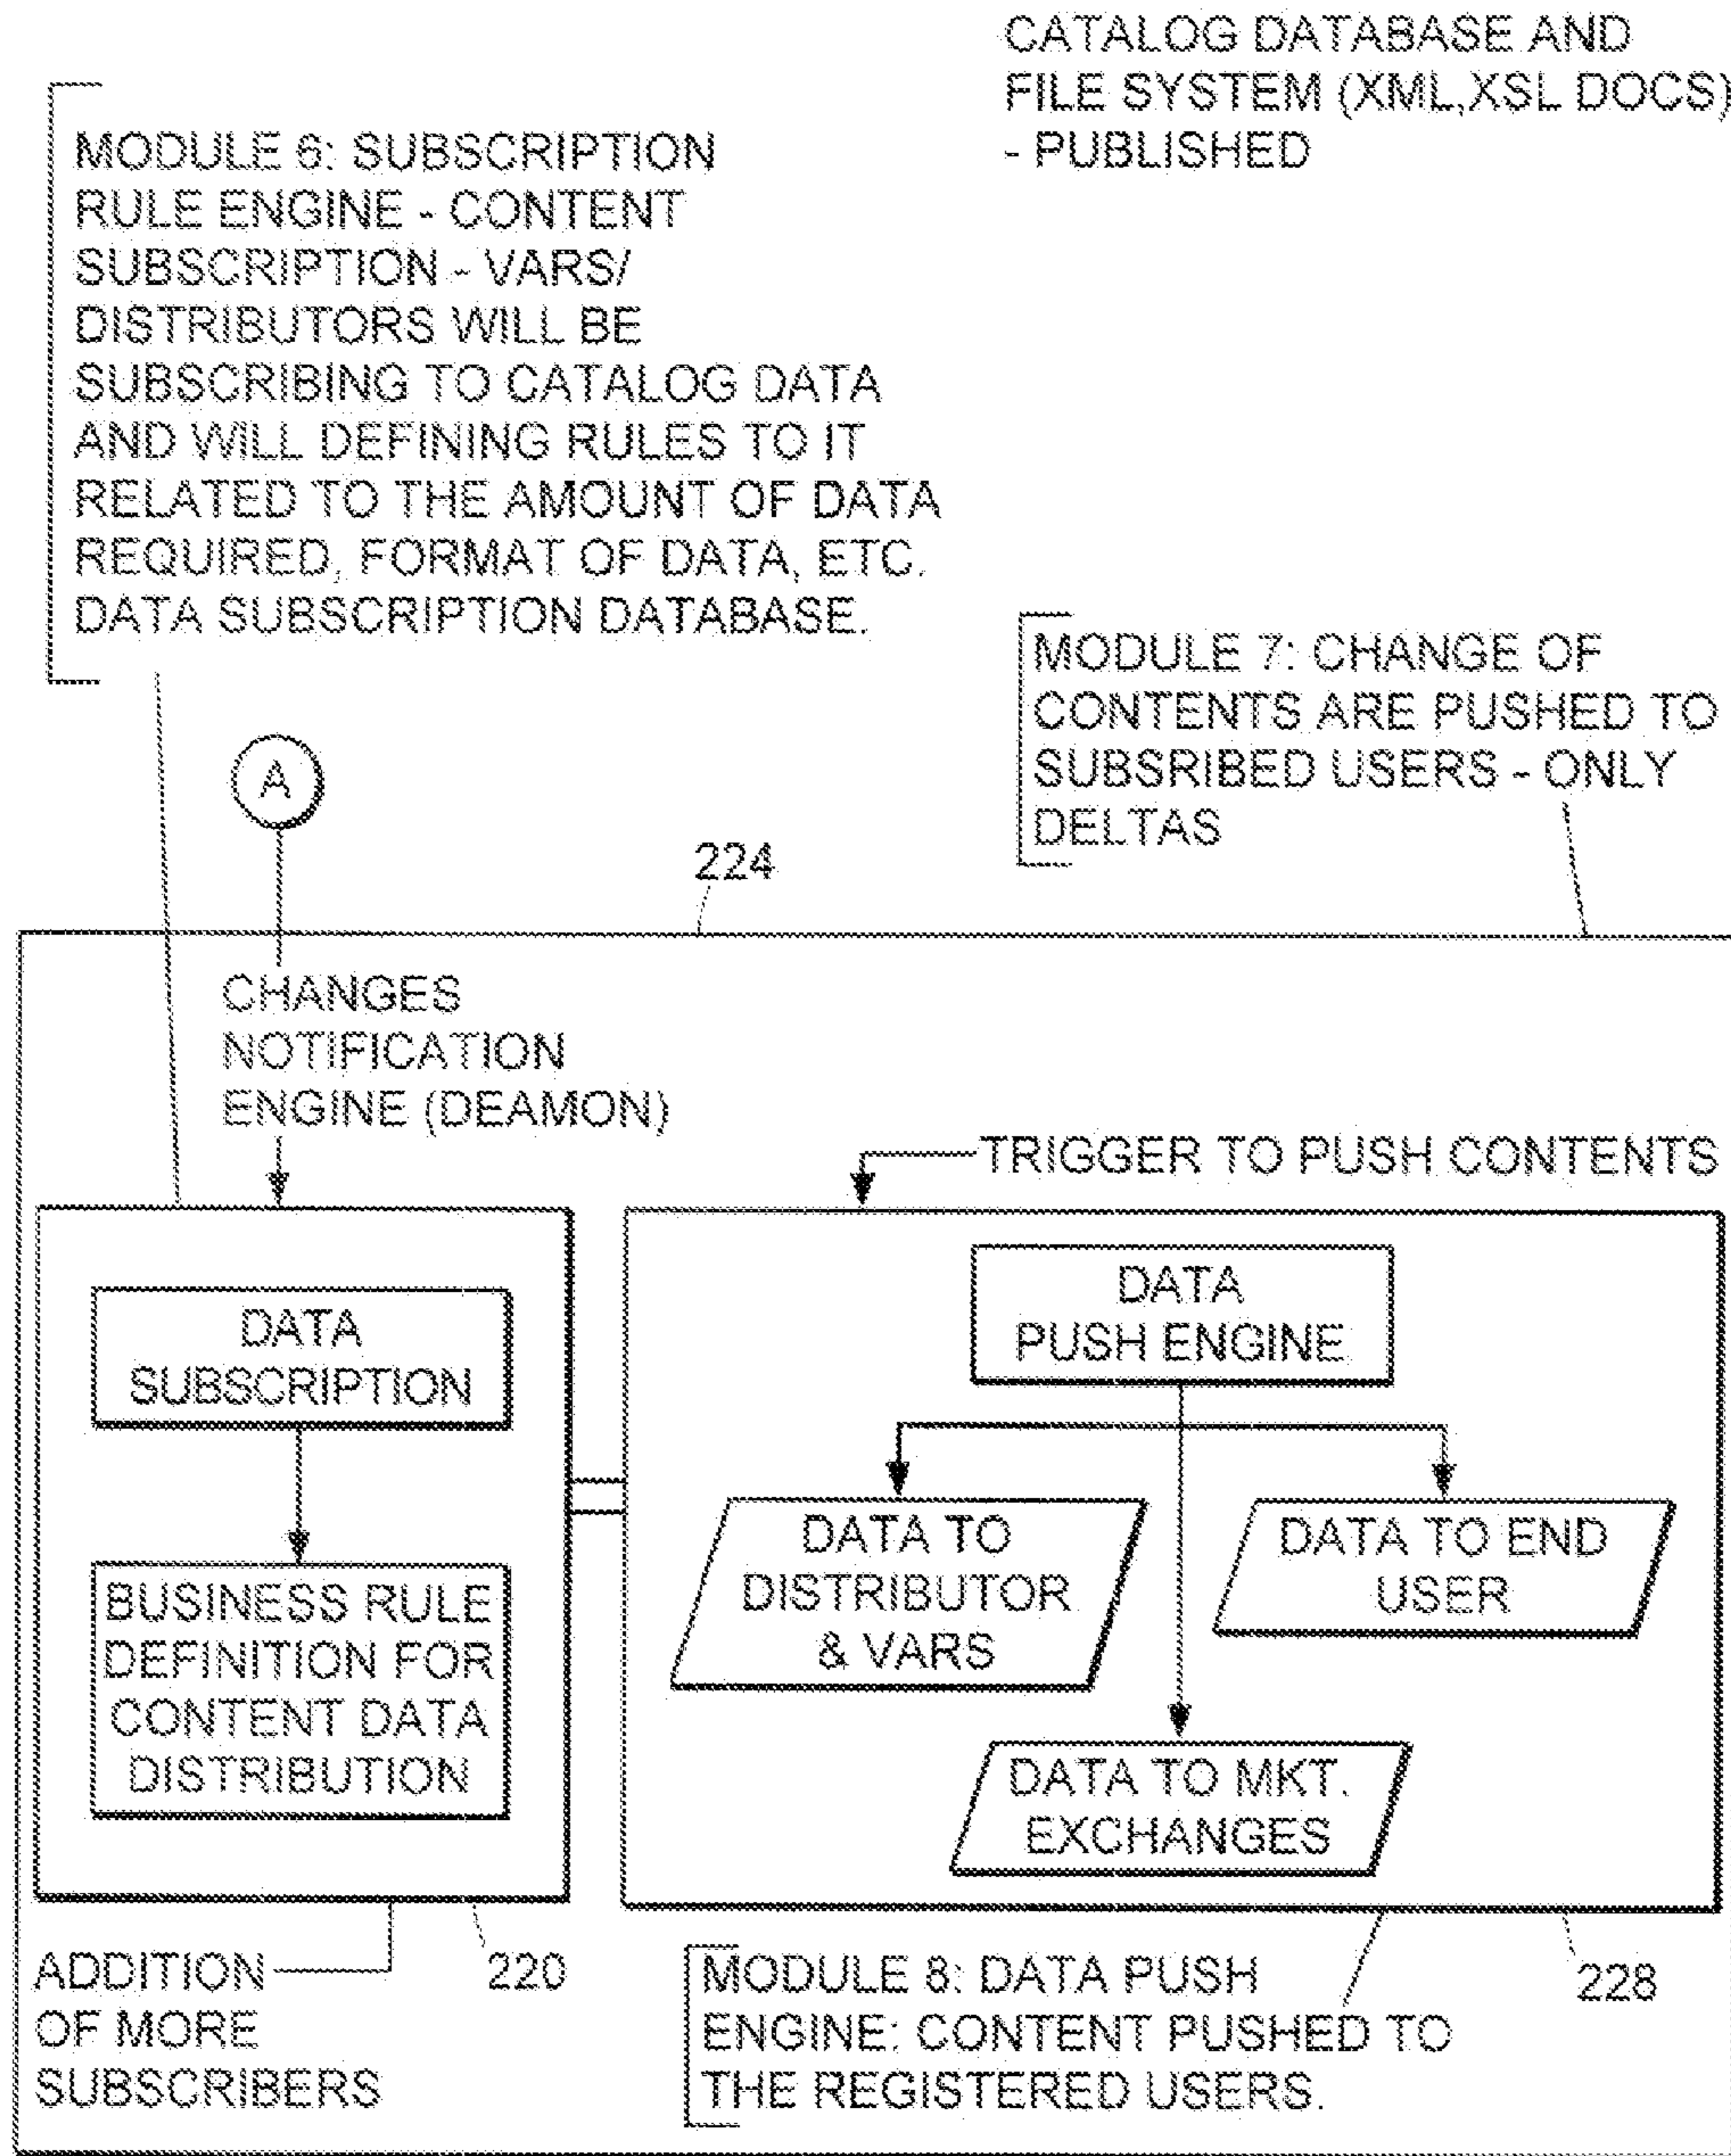 CATALOG DATABASE AND
FILE SYSTEM (XML,XSL DOCS)
- PUBLISHED
MODULE 6: SUBSCRIPTION
RULE ENGINE - CONTENT
SUBSCRIPTION - VARS/
DISTRIBUTORS WILL BE
SUBSCRIBING TO CATALOG DATA
AND WILL DEFINING RULES TO IT
RELATED TO THE AMOUNT OF DATA
REQUIRED, FORMAT OF DATA, ETC.
DATA SUBSCRIPTION DATABASE.
MODULE 7: CHANGE OF
CONTENTS ARE PUSHED TO
SUBSRIBED USERS - ONLY
DELTAS
A
224
CHANGES
NOTIFICATION
ENGINE (DEAMON)
TRIGGER TO PUSH CONTENTS
DATA
SUBSCRIPTION
BUSINESS RULE
DEFINITION FOR
CONTENT DATA
DISTRIBUTION
DATA
PUSH ENGINE
DATA TO
DISTRIBUTOR
& VARS
DATA TO END
USER
DATA TO MKT.
EXCHANGES
ADDITION
OF MORE
SUBSCRIBERS
220
MODULE 8: DATA PUSH
ENGINE: CONTENT PUSHED TO
THE REGISTERED USERS.
228